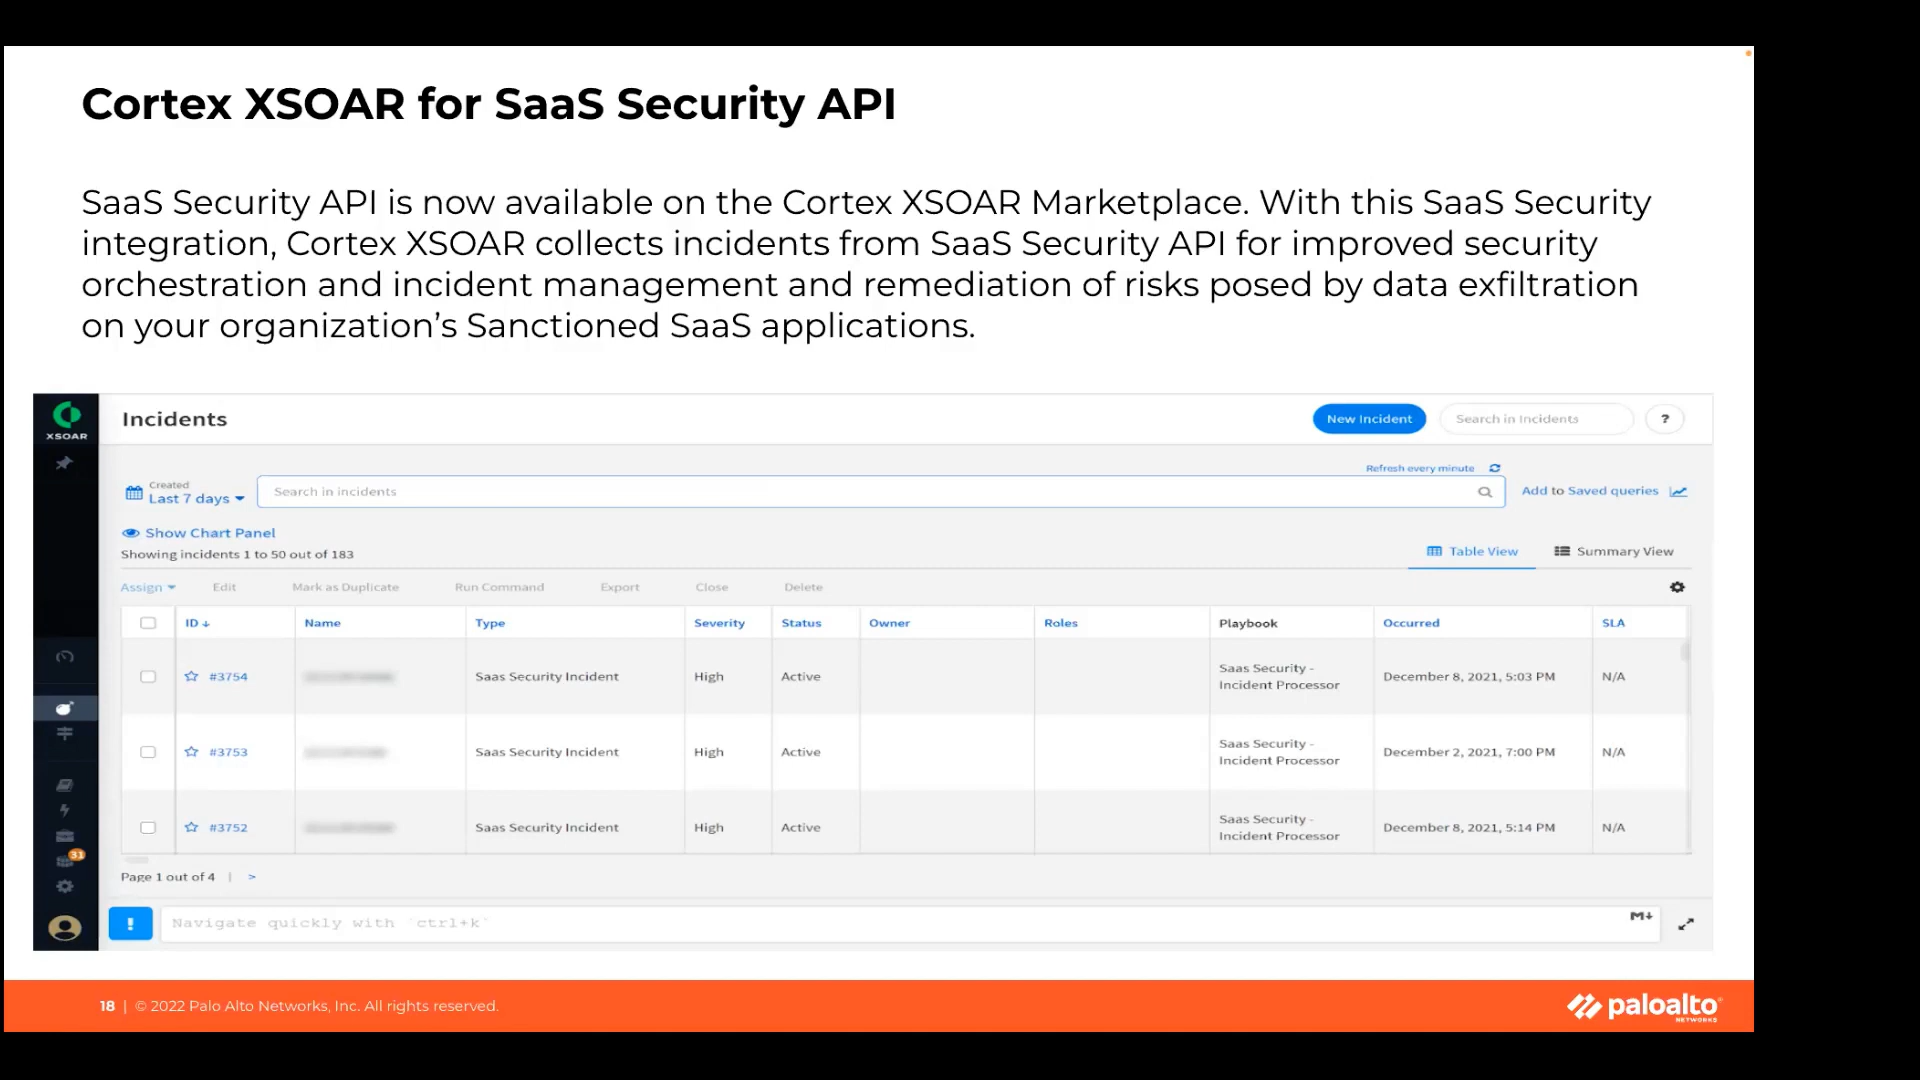 Cortex XSOAR for SaaS Security API
SaaS Security API is now available on the Cortex XSOAR Marketplace. With this SaaS Security
integration, Cortex XSOAR collects incidents from SaaS Security API for improved security
orchestration and incident management and remediation of risks posed by data exfiltration
on your organization’s Sanctioned SaaS applications.
XSOAR
Incidents
New Incident
Search in Incidents
?
Refresh every minute
Created
Last 7 days
Search in incidents
Add to Saved queries
Show Chart Panel
Showing incidents 1 to 50 out of 183
Table View
Summary View
Assign Edit Mark as Duplicate Run Command Export Close Delete
ID Name Type Severity Status Owner Roles Playbook Occurred SLA
#3754 Saas Security Incident High Active Saas Security - Incident Processor December 8, 2021, 5:03 PM N/A
#3753 Saas Security Incident High Active Saas Security - Incident Processor December 2, 2021, 7:00 PM N/A
#3752 Saas Security Incident High Active Saas Security - Incident Processor December 8, 2021, 5:14 PM N/A
31
Page 1 out of 4 | >
!
Navigate quickly with `ctrl+k`
M↓
18 | © 2022 Palo Alto Networks, Inc. All rights reserved.
paloalto
NETWORKS